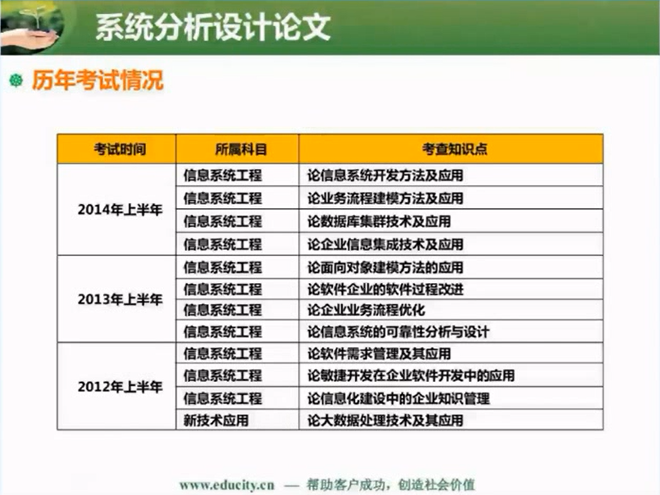 系统分析设计论文
历年考试情况
考试时间 所属科目 考查知识点
2014年上半年
信息系统工程 论信息系统开发方法及应用
信息系统工程 论业务流程建模方法及应用
信息系统工程 论数据库集群技术及应用
信息系统工程 论企业信息集成技术及应用
2013年上半年
信息系统工程 论面向对象建模方法的应用
信息系统工程 论软件企业的软件过程改进
信息系统工程 论企业业务流程优化
信息系统工程 论信息系统的可靠性分析与设计
2012年上半年
信息系统工程 论软件需求管理及其应用
信息系统工程 论敏捷开发在企业软件开发中的应用
信息系统工程 论信息化建设中的企业知识管理
新技术应用 论大数据处理技术及其应用
www.educity.cn — 帮助客户成功，创造社会价值